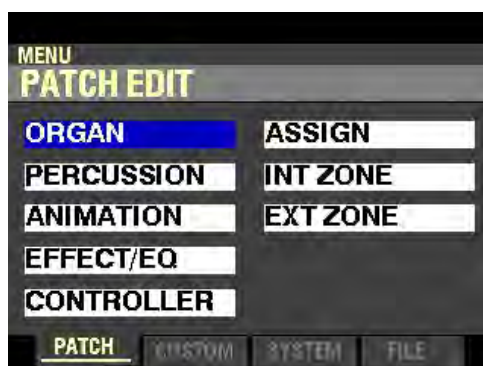 MENU
PATCH EDIT
ORGAN
PERCUSSION
ANIMATION
EFFECT/EQ
CONTROLLER
ASSIGN
INT ZONE
EXT ZONE
PATCH CUSTOM SYSTEM FILE